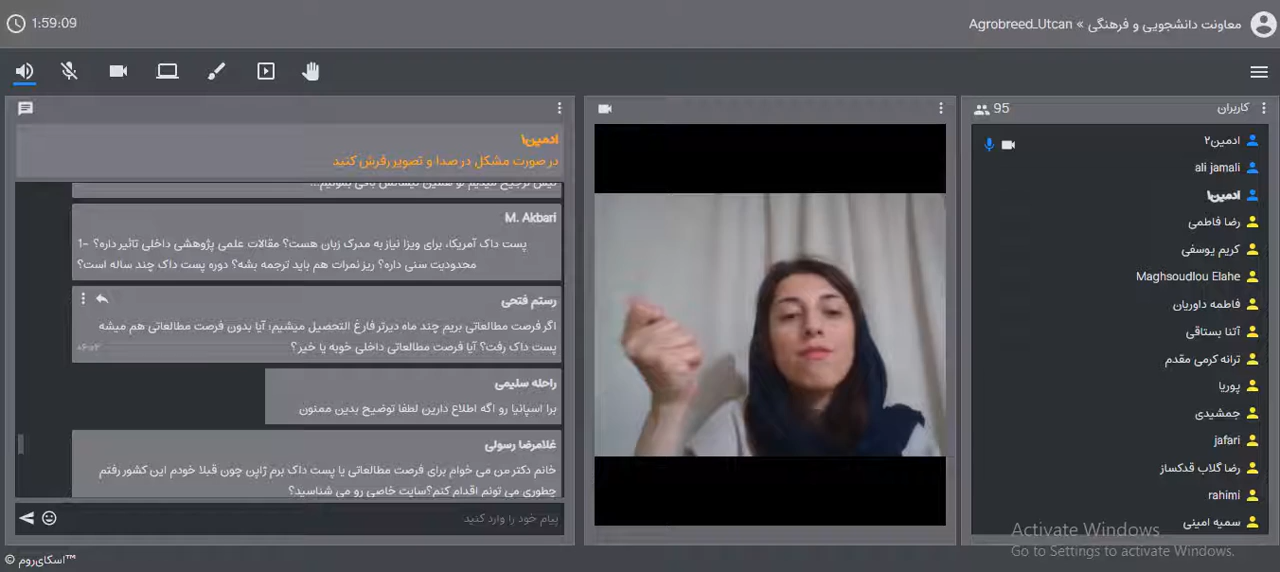 1:59:09
معاونت دانشجویی و فرهنگی » Agrobreed_Utcan
ادمین۱
در صورت مشکل در صدا و تصویر رفرش کنید
M. Akbari
پست داک آمریکا، برای ویزا نیاز به مدرک زبان هست؟ مقالات علمی پژوهشی داخلی تاثیر داره؟ -1
محدودیت سنی داره؟ ریز نمرات هم باید ترجمه بشه؟ دوره پست داک چند ساله است؟
رستم فتحی
اگر فرصت مطالعاتی بریم چند ماه دیرتر فارغ التحصیل میشیم؛ آیا بدون فرصت مطالعاتی هم میشه
پست داک رفت؟ آیا فرصت مطالعاتی داخلی خوبه یا خیر؟
راحله سلیمی
برا اسپانیا رو اگه اطلاع دارین لطفا توضیح بدین ممنون
غلامرضا رسولی
خانم دکتر من می خوام برای فرصت مطالعاتی یا پست داک برم ژاپن چون قبلا خودم این کشور رفتم
چطوری می تونم اقدام کنم؟سایت خاصی رو می شناسید؟
پیام خود را وارد کنید
95
کاربران
ادمین۲
ali jamali
ادمین۱
رضا فاطمی
کریم یوسفی
Maghsoudlou Elahe
فاطمه داوریان
آتنا بستاقی
ترانه کرمی مقدم
پوریا
جمشیدی
jafari
رضا گلاب قدکساز
rahimi
سمیه امینی
Activate Windows
Go to Settings to activate Windows.
© اسکای‌روم™